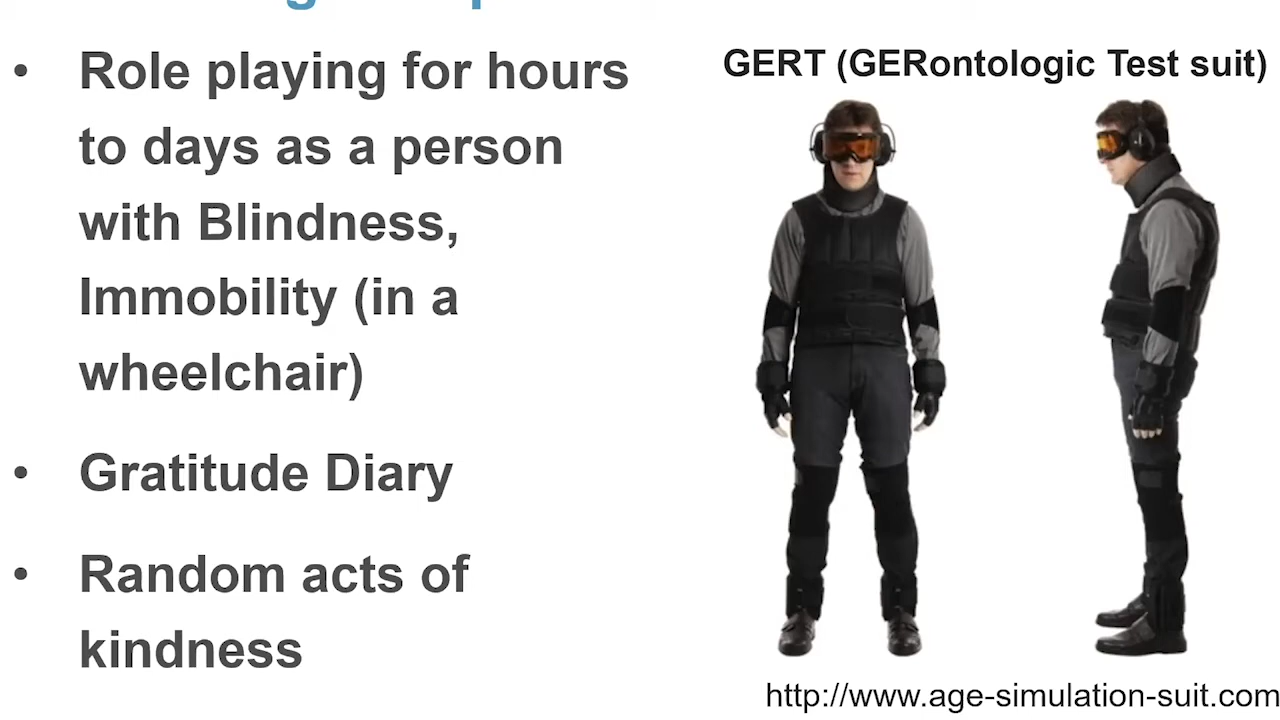 • Role playing for hours
to days as a person
with Blindness,
Immobility (in a
wheelchair)
• Gratitude Diary
• Random acts of
kindness
GERT (GERontologic Test suit)
http://www.age-simulation-suit.com